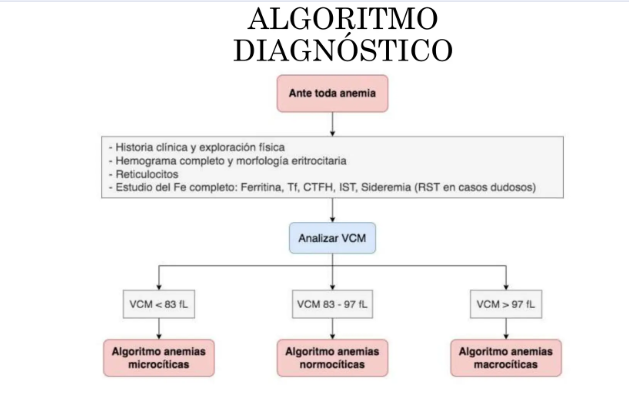 ALGORITMO
DIAGNÓSTICO
Ante toda anemia
- Historia clínica y exploración física
- Hemograma completo y morfología eritrocitaria
- Reticulocitos
- Estudio del Fe completo: Ferritina, Tf, CTFH, IST, Sideremia (RST en casos dudosos)
Analizar VCM
VCM < 83 fL
VCM 83 - 97 fL
VCM > 97 fL
Algoritmo anemias
microcíticas
Algoritmo anemias
normocíticas
Algoritmo anemias
macrocíticas